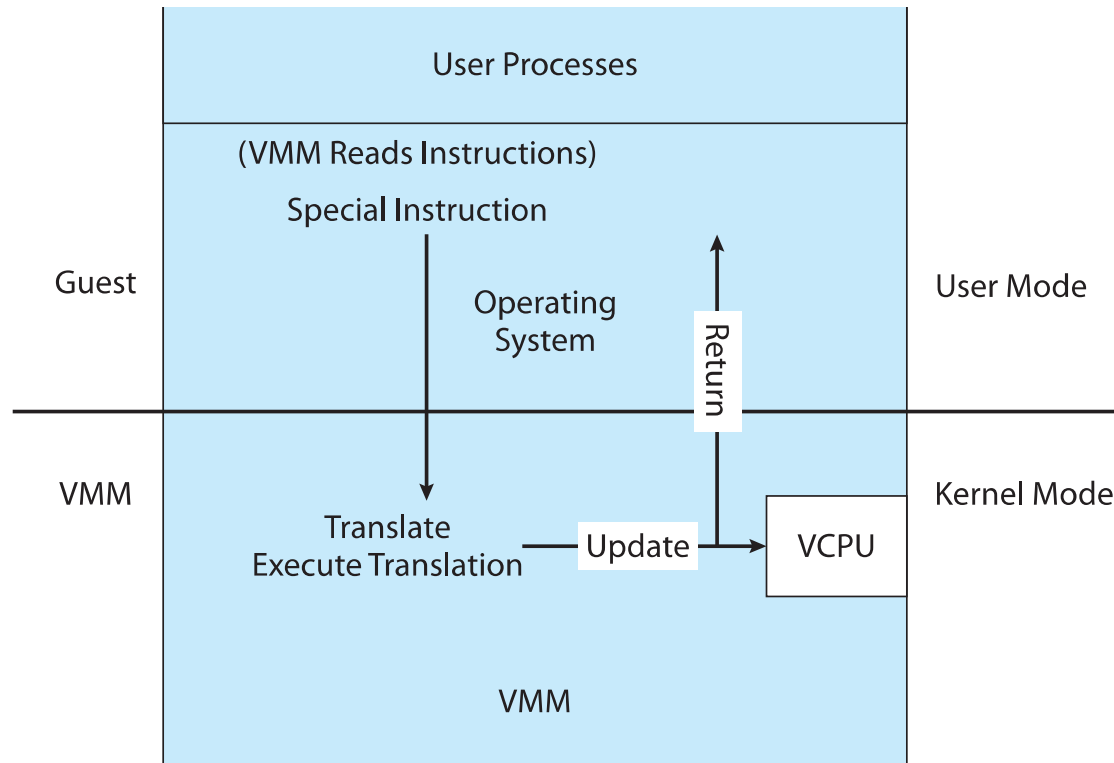 User Processes
(VMM Reads Instructions)
Special Instruction
Guest
Operating
System
User Mode
Return
VMM
Kernel Mode
Translate
Execute Translation
Update
VCPU
VMM